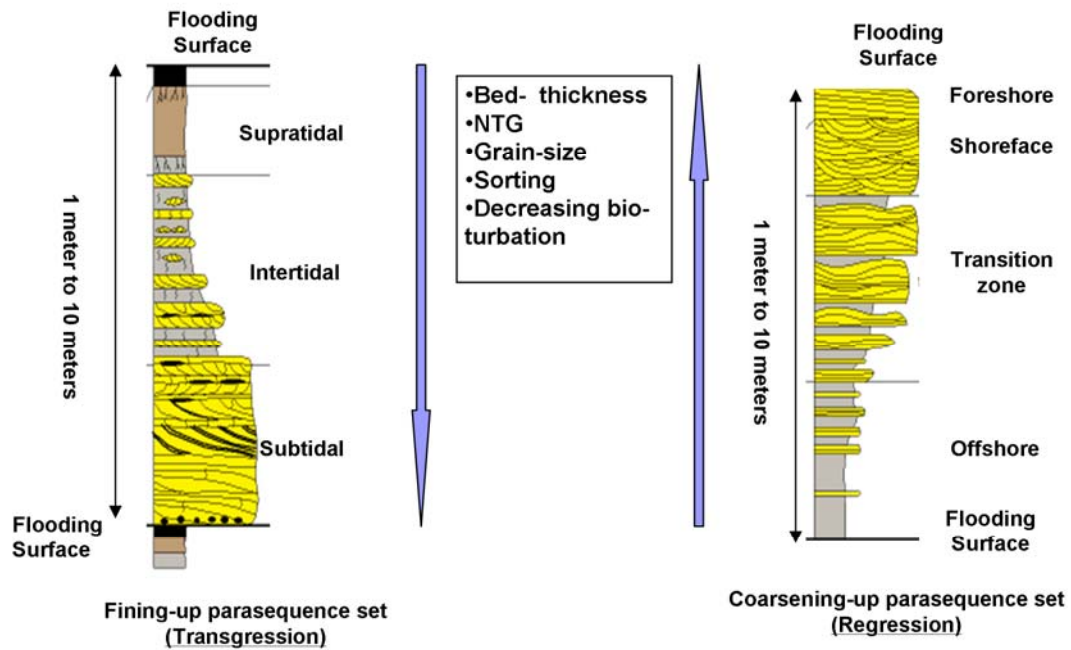 Flooding
Surface
Supratidal
Intertidal
Subtidal
1 meter to 10 meters
Flooding
Surface
Fining-up parasequence set
(Transgression)
•Bed- thickness
•NTG
•Grain-size
•Sorting
•Decreasing bio-
turbation
Flooding
Surface
Foreshore
Shoreface
Transition
zone
Offshore
1 meter to 10 meters
Flooding
Surface
Coarsening-up parasequence set
(Regression)